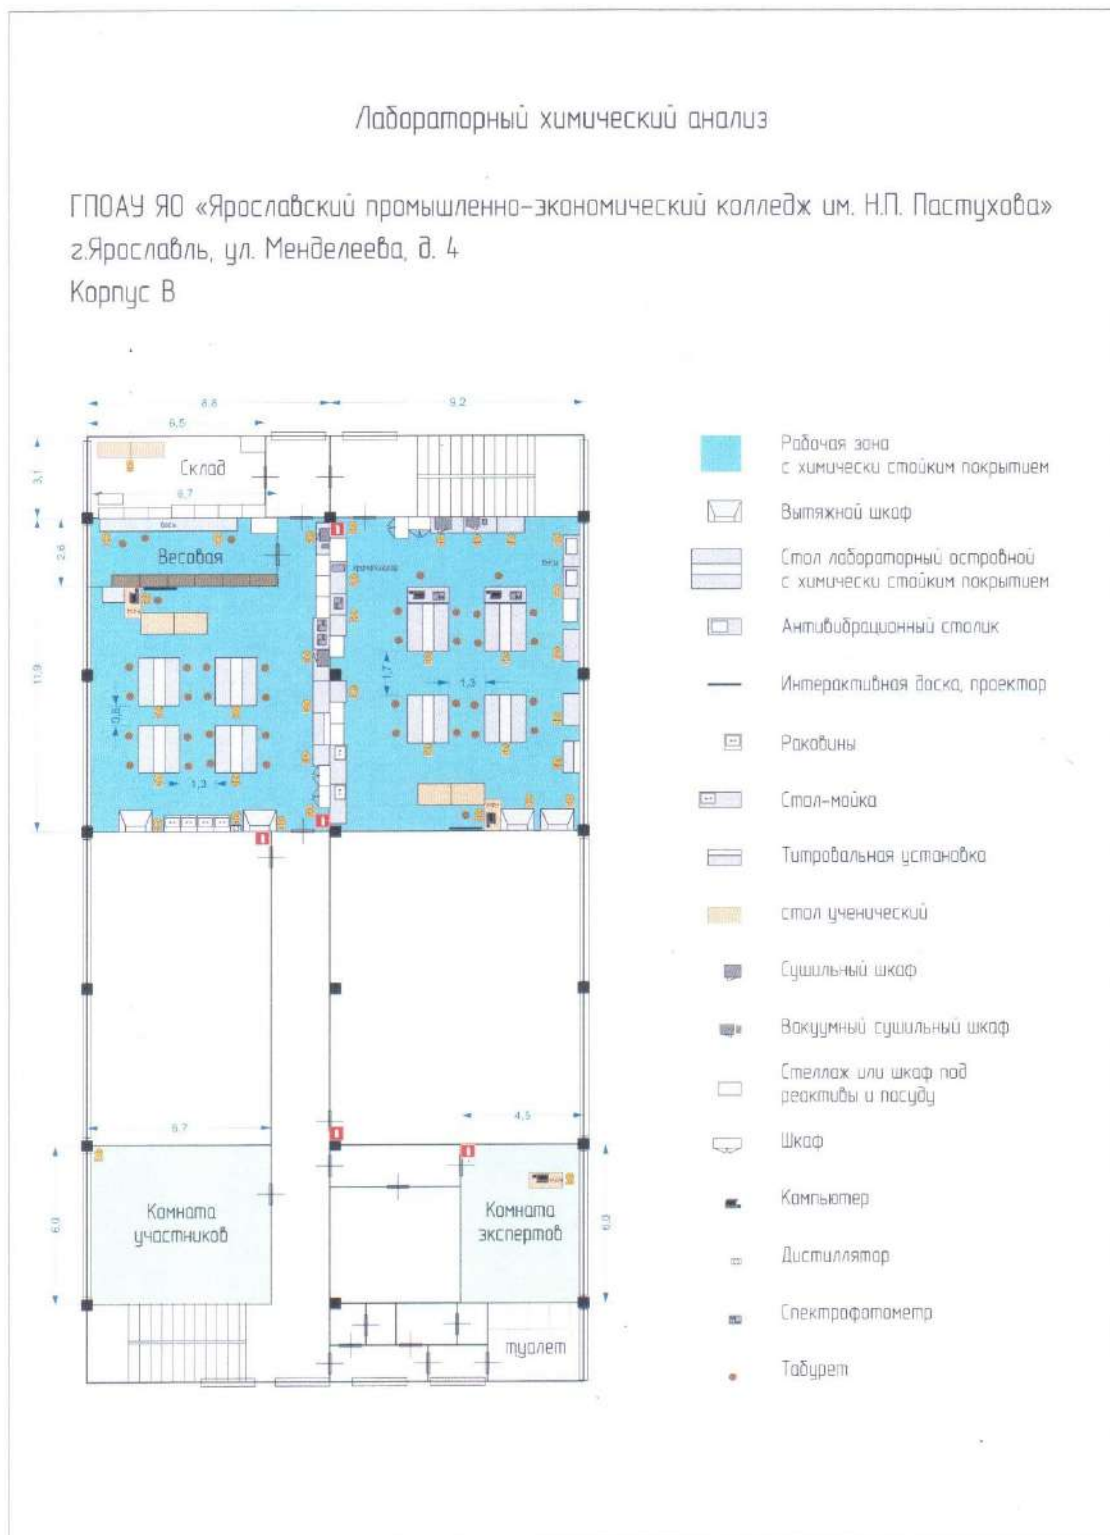 Лабораторный химический анализ
ГПОАУ ЯО «Ярославский промышленно-экономический колледж им. Н.П. Пастухова»
г.Ярославль, ул. Менделеева, д. 4
Корпус В
8,8
9,2
6,5
3,1
Склад
6,7
2,6
Весовая
11,9
1,7
1,3
0,8
1,3
6,7
4,5
6,0
Комната
участников
Комната
экспертов
6,0
туалет
Рабочая зона
с химически стойким покрытием
Вытяжной шкаф
Стол лабораторный островной
с химически стойким покрытием
Антивибрационный столик
Интерактивная доска, проектор
Раковины
Стол-мойка
Титровальная установка
стол ученический
Сушильный шкаф
Вакуумный сушильный шкаф
Стеллаж или шкаф под
реактивы и посуду
Шкаф
Компьютер
Дистиллятор
Спектрофотометр
Табурет